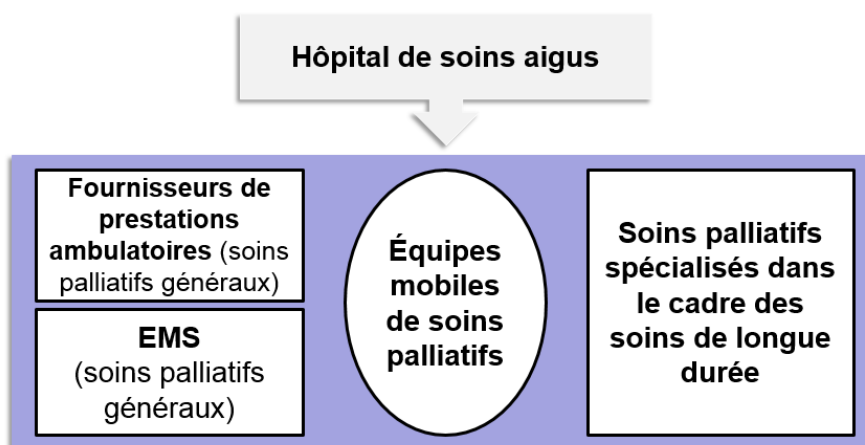 Hôpital de soins aigus
Fournisseurs de
prestations
ambulatoires (soins
palliatifs généraux)
EMS
(soins palliatifs
généraux)
Équipes
mobiles
de soins
palliatifs
Soins palliatifs
spécialisés dans
le cadre des
soins de longue
durée